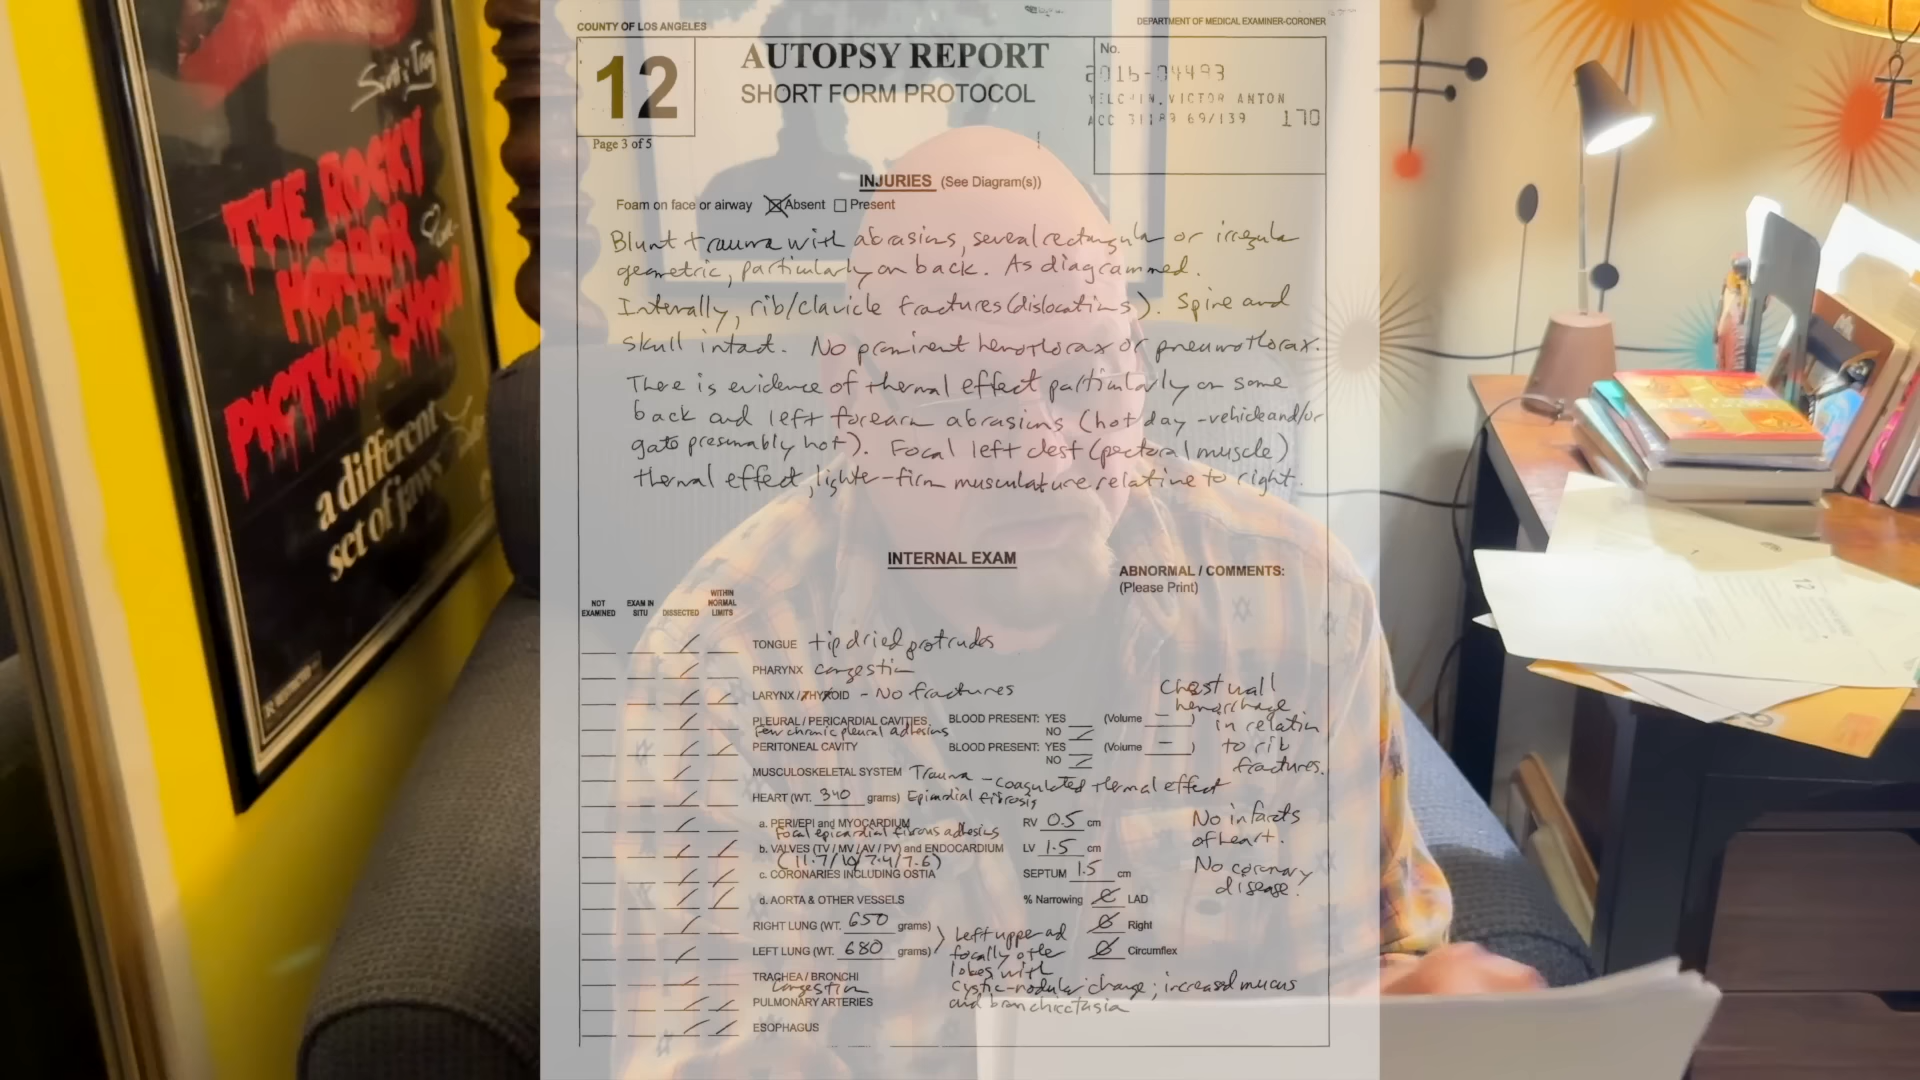 COUNTY OF LOS ANGELES
DEPARTMENT OF MEDICAL EXAMINER-CORONER
12
AUTOPSY REPORT
SHORT FORM PROTOCOL
No.
2016-04493
YELCHIN, VICTOR ANTON
ACC 31189 69/139 170
Page 3 of 5
INJURIES (See Diagram(s))
Foam on face or airway Absent Present
Blunt trauma with abrasions, several rectangular or irregular
geometric, particularly on back. As diagrammed.
Internally, rib/clavicle fractures (dislocations). Spine and
skull intact. No prominent hemothorax or pneumothorax.
There is evidence of thermal effect particularly on some
back and left forearm abrasions (hot day - vehicle and/or
gate presumably hot). Focal left chest (pectoral muscle)
thermal effect, lighter-firm musculature relative to right.
INTERNAL EXAM
ABNORMAL / COMMENTS:
(Please Print)
NOT EXAMINED
EXAM IN SITU
DISSECTED
WITHIN NORMAL LIMITS
TONGUE tip dried protrudes
PHARYNX congestion
LARYNX / THYROID - No fractures
Chest wall
hemorrhage
in relation
to rib
fractures.
PLEURAL / PERICARDIAL CAVITIES BLOOD PRESENT: YES (Volume - )
Few chronic pleural adhesions NO
PERITONEAL CAVITY BLOOD PRESENT: YES (Volume - )
NO
MUSCULOSKELETAL SYSTEM Trauma - coagulated thermal effect
HEART (WT. 340 grams) Epicardial fibrosis
a. PERI/EPI and MYOCARDIUM RV 0.5 cm
Focal epicardial fibrous adhesions
No infarcts
of heart.
b. VALVES (TV / MV / AV / PV) and ENDOCARDIUM LV 1.5 cm
(11.7/10/7.4/7.6)
No coronary
disease.
c. CORONARIES INCLUDING OSTIA SEPTUM 1.5 cm
d. AORTA & OTHER VESSELS % Narrowing LAD
RIGHT LUNG (WT. 650 grams) Right
LEFT LUNG (WT. 680 grams) Circumflex
Left upper and
focally other
lobes with
cystic-nodular change; increased mucus
and bronchiectasia
TRACHEA / BRONCHI
congestion
PULMONARY ARTERIES
ESOPHAGUS
THE ROCKY
HORROR
PICTURE SHOW
a different
set of jaws
12